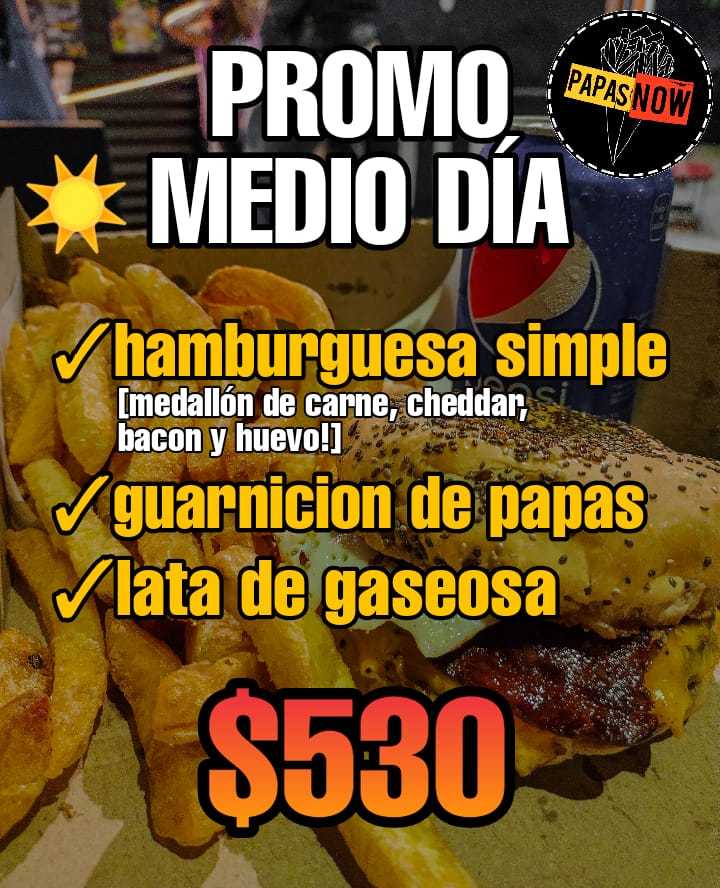 PAPAS NOW
PROMO
MEDIO DÍA
✓hamburguesa simple
[medallón de carne, cheddar,
bacon y huevo!]
✓guarnicion de papas
✓lata de gaseosa
$530
pepsi